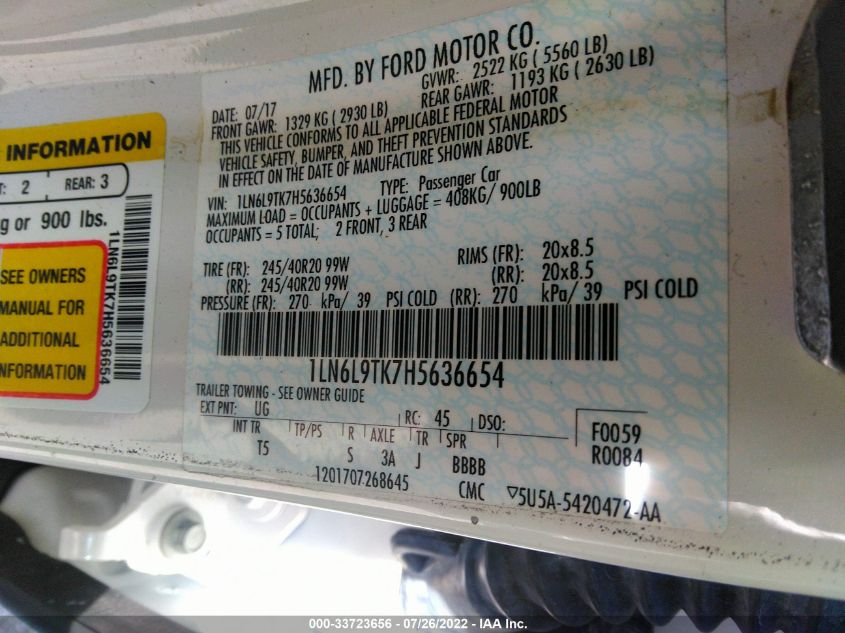 MFD. BY FORD MOTOR CO.
DATE: 07/17 GVWR: 2522 KG ( 5560 LB)
FRONT GAWR: 1329 KG ( 2930 LB) REAR GAWR: 1193 KG ( 2630 LB)
THIS VEHICLE CONFORMS TO ALL APPLICABLE FEDERAL MOTOR
VEHICLE SAFETY, BUMPER, AND THEFT PREVENTION STANDARDS
IN EFFECT ON THE DATE OF MANUFACTURE SHOWN ABOVE.
VIN: 1LN6L9TK7H5636654 TYPE: Passenger Car
MAXIMUM LOAD = OCCUPANTS + LUGGAGE = 408KG/ 900LB
OCCUPANTS = 5 TOTAL; 2 FRONT, 3 REAR
TIRE (FR): 245/40R20 99W RIMS (FR): 20x8.5
(RR): 245/40R20 99W (RR): 20x8.5
PRESSURE (FR): 270 kPa/ 39 PSI COLD (RR): 270 kPa/ 39 PSI COLD
1LN6L9TK7H5636654
TRAILER TOWING - SEE OWNER GUIDE
EXT PNT: UG RC: 45 DSO:
INT TR TP/PS R AXLE TR SPR F0059
T5 S 3A J BBBB R0084
1201707268645 CMC ▽5U5A-5420472-AA
INFORMATION
: 2 REAR: 3
g or 900 lbs.
SEE OWNERS
MANUAL FOR
ADDITIONAL
INFORMATION
1LN6L9TK7H5636654
000-33723656 - 07/26/2022 - IAA Inc.